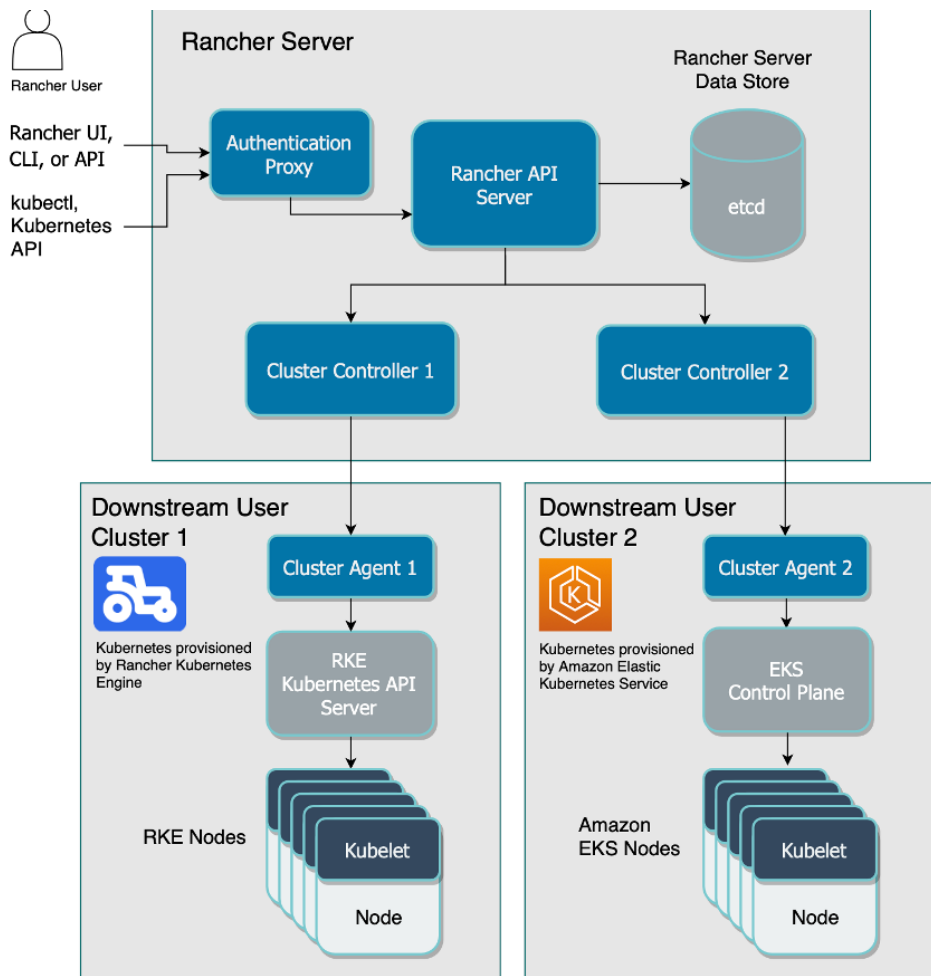 Rancher User
Rancher UI,
CLI, or API
kubectl,
Kubernetes
API
Rancher Server
Authentication
Proxy
Rancher API
Server
Rancher Server
Data Store
etcd
Cluster Controller 1
Cluster Controller 2
Downstream User
Cluster 1
Kubernetes provisioned
by Rancher Kubernetes
Engine
Cluster Agent 1
RKE
Kubernetes API
Server
RKE Nodes
Kubelet
Node
Downstream User
Cluster 2
K
Kubernetes provisioned
by Amazon Elastic
Kubernetes Service
Cluster Agent 2
EKS
Control Plane
Amazon
EKS Nodes
Kubelet
Node